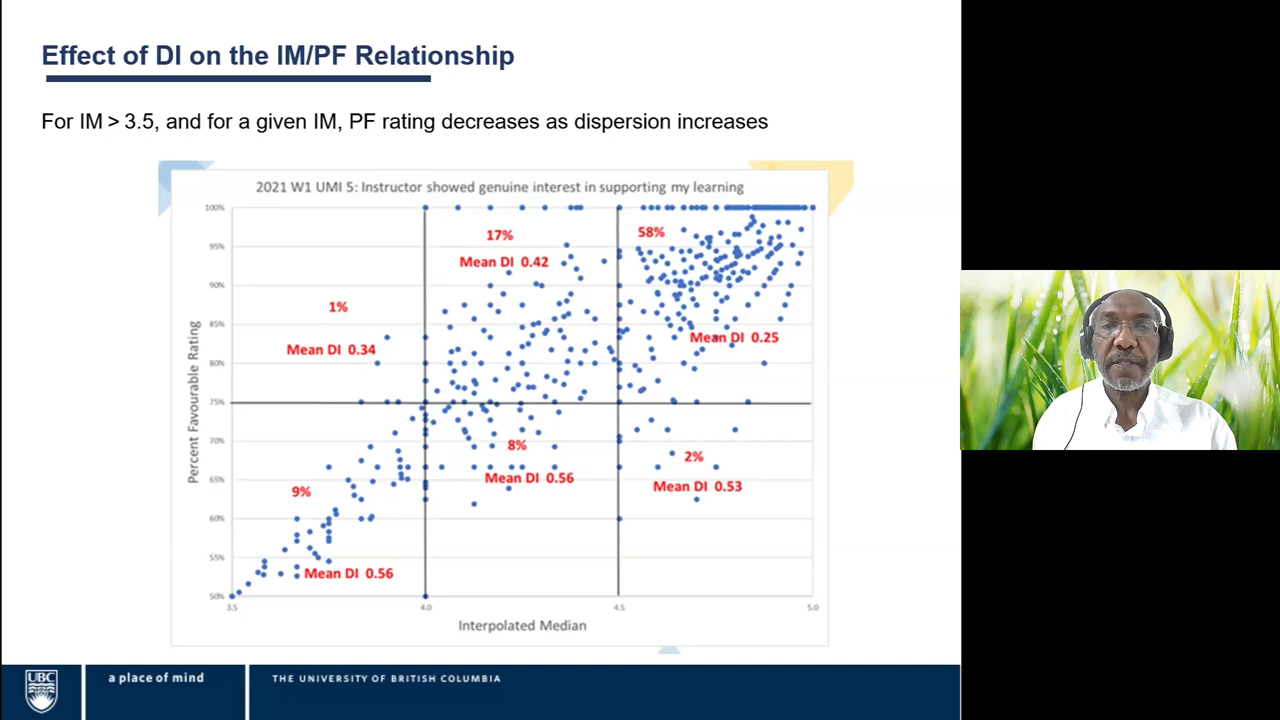 Effect of DI on the IM/PF Relationship
For IM > 3.5, and for a given IM, PF rating decreases as dispersion increases
2021 W1 UMI 5: Instructor showed genuine interest in supporting my learning
100%
95%
90%
85%
80%
75%
70%
65%
60%
55%
50%
Percent Favourable Rating
17%
Mean DI 0.42
58%
1%
Mean DI 0.34
Mean DI 0.25
8%
Mean DI 0.56
2%
Mean DI 0.53
9%
Mean DI 0.56
3.5
4.0
4.5
5.0
Interpolated Median
UBC
a place of mind
THE UNIVERSITY OF BRITISH COLUMBIA